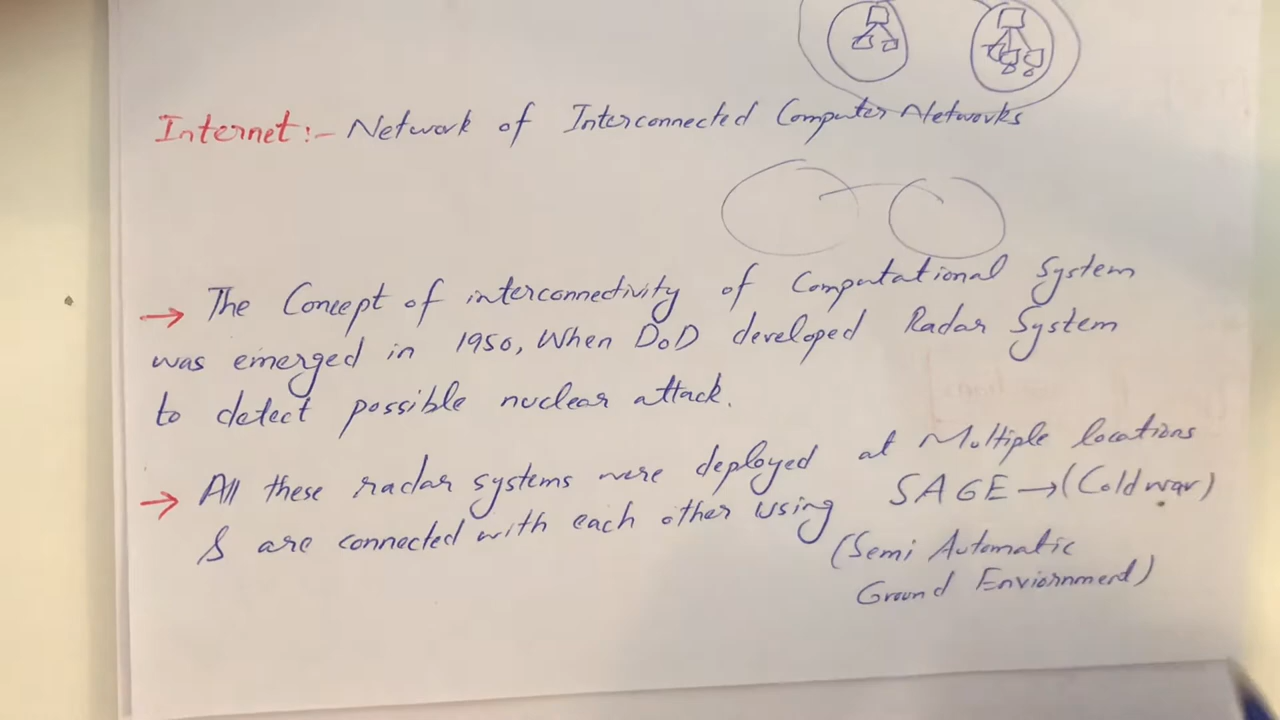 Internet:- Network of Interconnected Computer Networks
→ The Concept of interconnectivity of Computational System
was emerged in 1950, When DoD developed Radar System
to detect possible nuclear attack.
→ All these radar systems were deployed at Multiple locations
& are connected with each other using SAGE → (Cold war)
(Semi Automatic
Ground Enviornment)